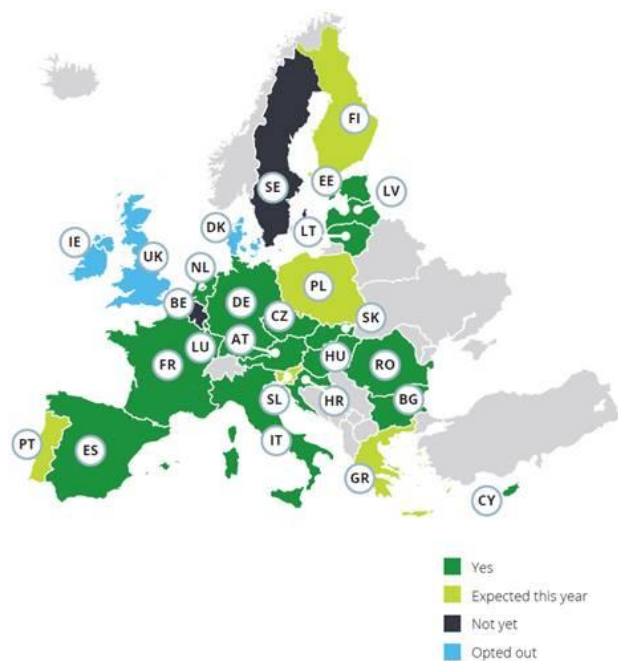 FI
SE
EE
LV
DK
LT
IE
UK
NL
PL
BE
DE
CZ
SK
LU
AT
FR
HU
RO
SL
HR
BG
PT
ES
IT
GR
CY
Yes
Expected this year
Not yet
Opted out